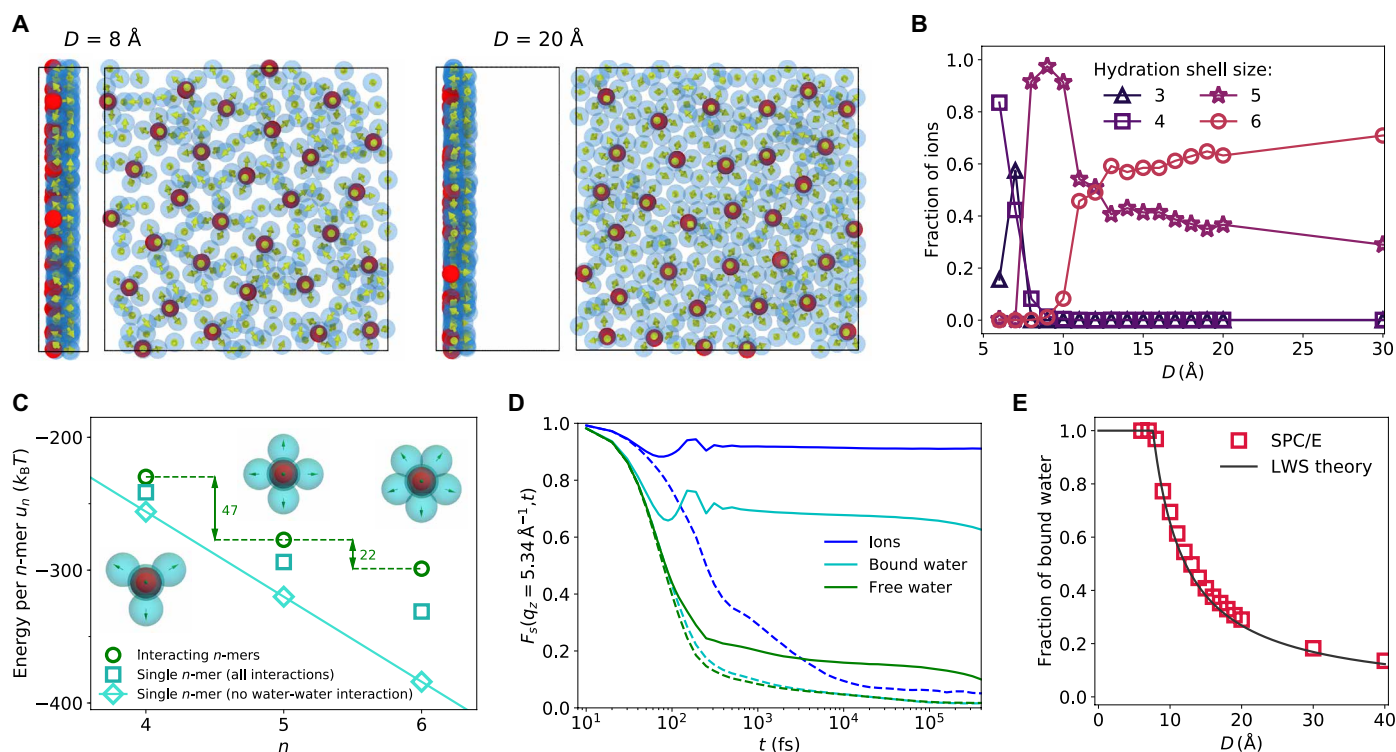 A
D = 8 Å
D = 20 Å
B
Fraction of ions
1.0
0.8
0.6
0.4
0.2
0.0
Hydration shell size:
3
5
4
6
5
10
15
20
25
30
D (Å)
C
Energy per n-mer uₙ (k_BT)
−200
−300
−400
47
22
Interacting n-mers
Single n-mer (all interactions)
Single n-mer (no water-water interaction)
4
5
6
n
D
F_s(q_z = 5.34 Å⁻¹, t)
1.0
0.8
0.6
0.4
0.2
0.0
Ions
Bound water
Free water
10¹
10²
10³
10⁴
10⁵
t (fs)
E
Fraction of bound water
1.0
0.8
0.6
0.4
0.2
0.0
SPC/E
LWS theory
0
10
20
30
40
D (Å)